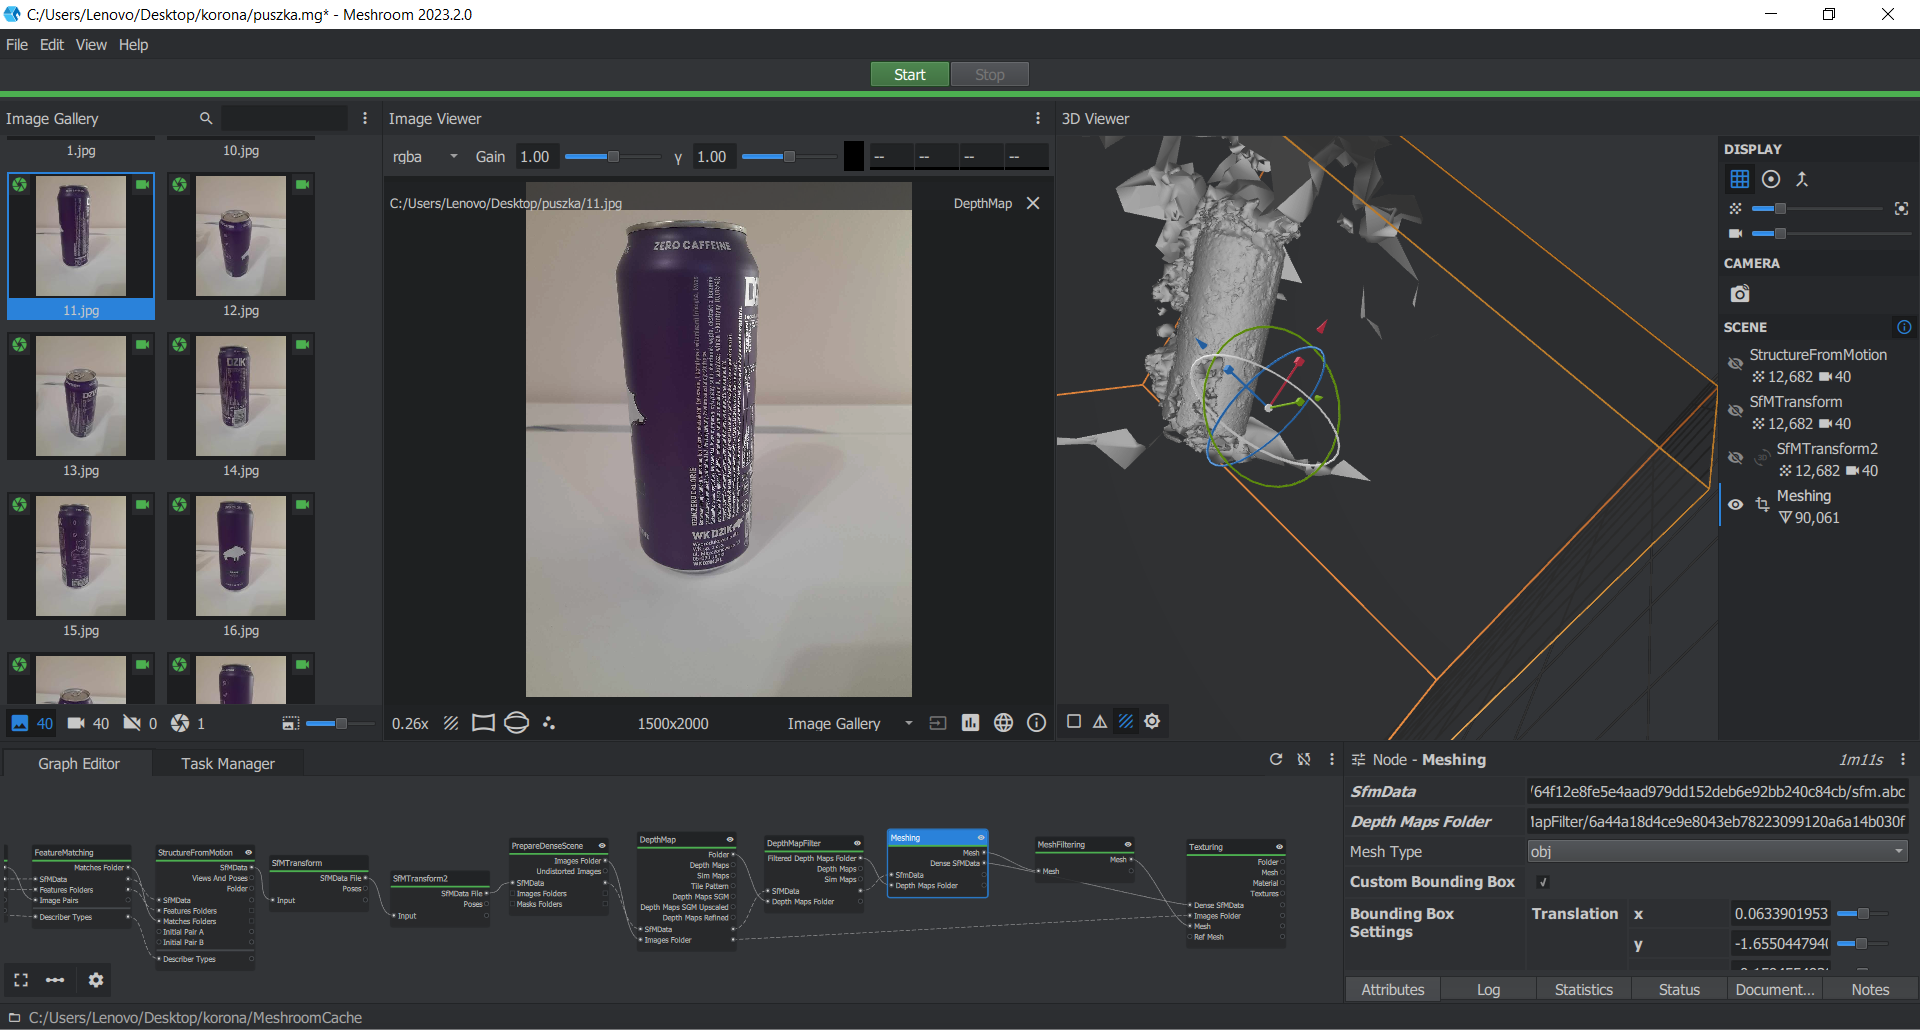 C:/Users/Lenovo/Desktop/korona/puszka.mg* - Meshroom 2023.2.0
File Edit View Help
Start Stop
Image Gallery
1.jpg 10.jpg
11.jpg 12.jpg
13.jpg 14.jpg
15.jpg 16.jpg
40 40 0 1
Image Viewer
rgba Gain 1.00 γ 1.00 -- -- -- --
C:/Users/Lenovo/Desktop/puszka/11.jpg DepthMap
ZERO CAFFEINE
WK DZIK
0.26x 1500x2000 Image Gallery
3D Viewer
DISPLAY
CAMERA
SCENE
StructureFromMotion
12,682 40
SfMTransform
12,682 40
SfMTransform2
12,682 40
Meshing
90,061
Graph Editor Task Manager
FeatureMatching
Matches Folder
SfMData
Features Folders
Image Pairs
Describer Types
StructureFromMotion
SfMData
Views And Poses
Folder
SfMData
Features Folders
Matches Folders
Initial Pair A
Initial Pair B
Describer Types
SfMTransform
SfMData File
Poses
Input
SfMTransform2
SfMData File
Poses
Input
PrepareDenseScene
Images Folder
Undistorted Images
SfMData
Images Folders
Masks Folders
DepthMap
Folder
Depth Maps
Sim Maps
Tile Pattern
Depth Maps SGM
Depth Maps SGM Upscaled
Depth Maps Refined
SfMData
Images Folder
DepthMapFilter
Filtered Depth Maps Folder
Depth Maps
Sim Maps
SfMData
Depth Maps Folder
Meshing
Mesh
Dense SfMData
SfmData
Depth Maps Folder
MeshFiltering
Mesh
Mesh
Texturing
Folder
Mesh
Material
Textures
Dense SfMData
Images Folder
Mesh
Ref Mesh
Node - Meshing 1m11s
SfmData /64f12e8fe5e4aad979dd152deb6e92bb240c84cb/sfm.abc
Depth Maps Folder MapFilter/6a44a18d4ce9e8043eb78223099120a6a14b030f
Mesh Type obj
Custom Bounding Box
Bounding Box Settings Translation x 0.0633901953
y -1.6550447940
Attributes Log Statistics Status Document... Notes
C:/Users/Lenovo/Desktop/korona/MeshroomCache